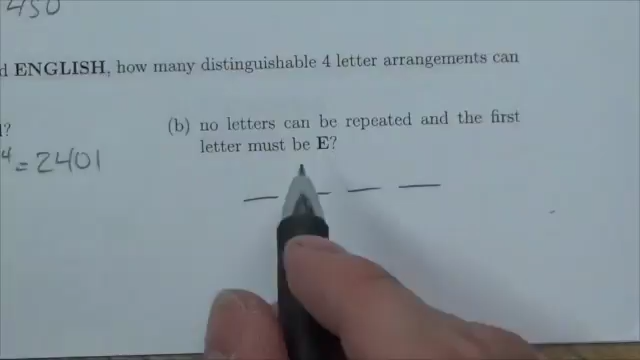 450
d ENGLISH, how many distinguishable 4 letter arrangements can
?
(b) no letters can be repeated and the first
letter must be E?
4 = 2401